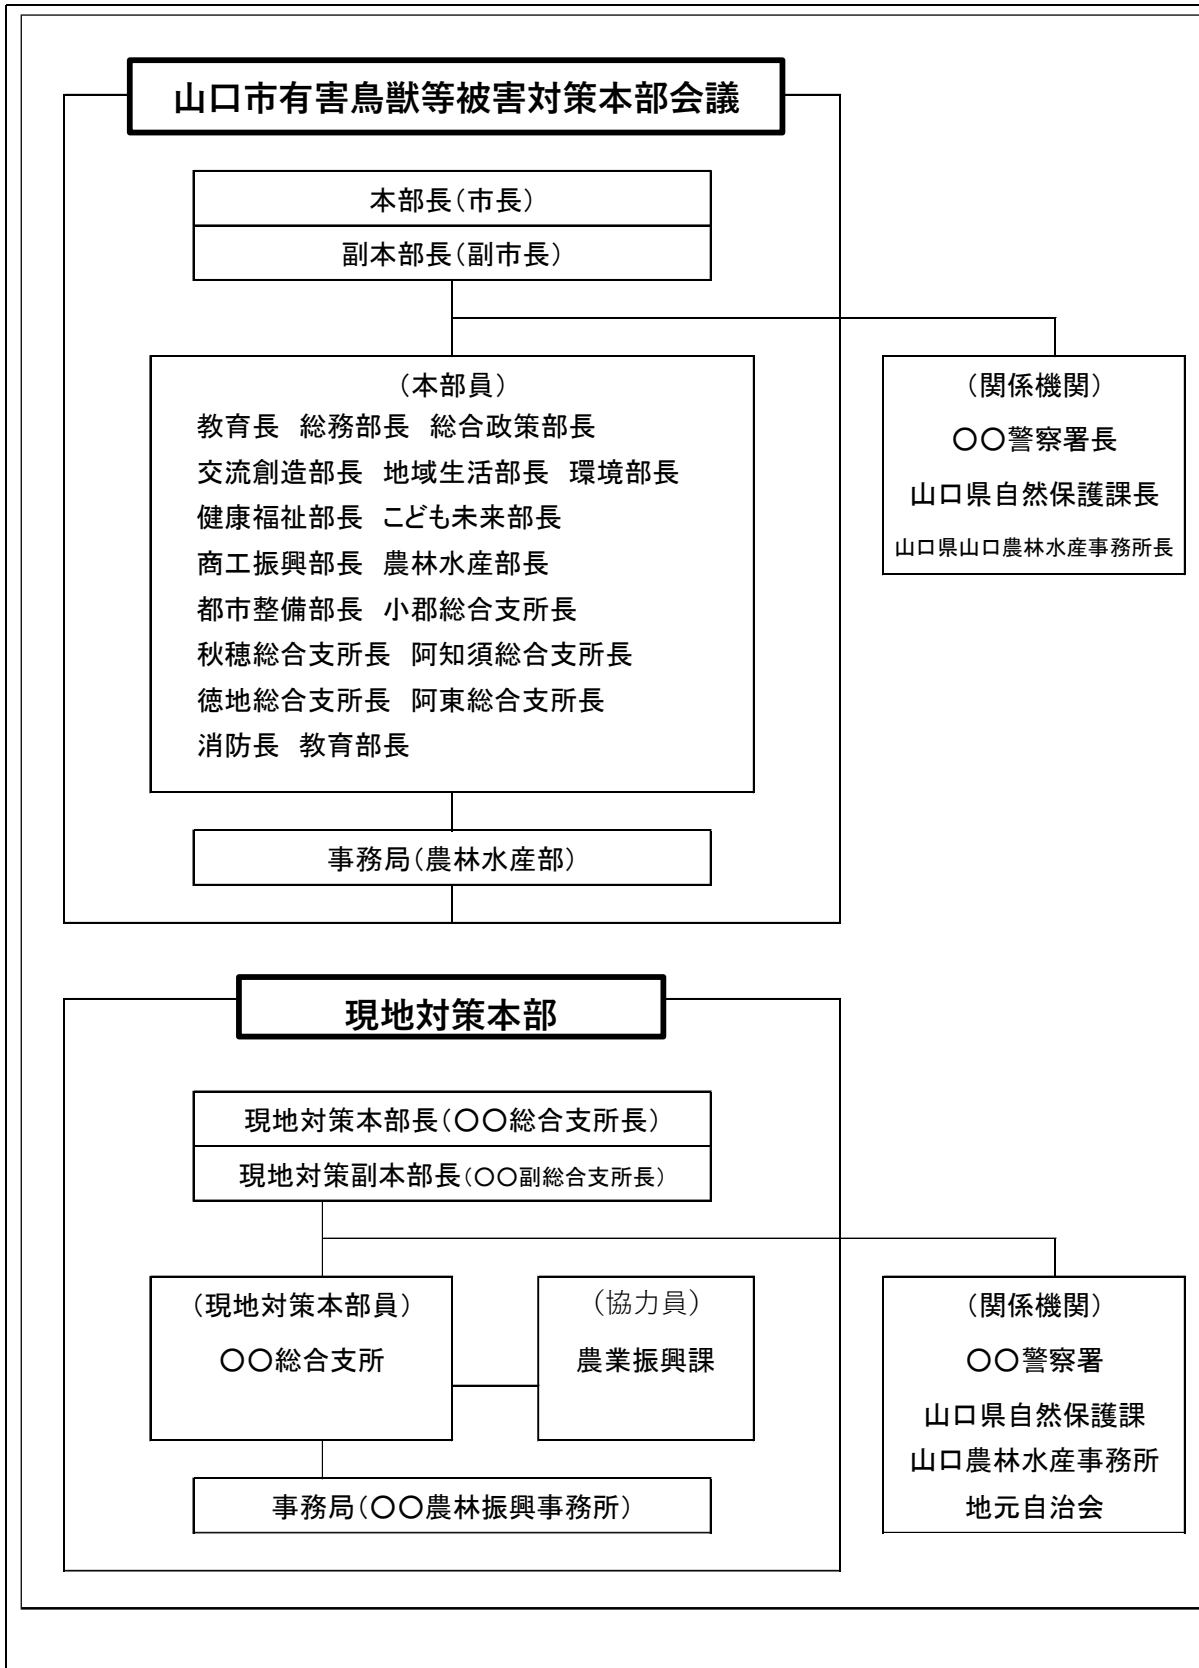 山口市有害鳥獣等被害対策本部会議
本部長（市長）
副本部長（副市長）
（本部員）
教育長　総務部長　総合政策部長
交流創造部長　地域生活部長　環境部長
健康福祉部長　こども未来部長
商工振興部長　農林水産部長
都市整備部長　小郡総合支所長
秋穂総合支所長　阿知須総合支所長
徳地総合支所長　阿東総合支所長
消防長　教育部長
（関係機関）
〇〇警察署長
山口県自然保護課長
山口県山口農林水産事務所長
事務局（農林水産部）
現地対策本部
現地対策本部長（〇〇総合支所長）
現地対策副本部長（〇〇副総合支所長）
（現地対策本部員）
〇〇総合支所
（協力員）
農業振興課
（関係機関）
〇〇警察署
山口県自然保護課
山口農林水産事務所
地元自治会
事務局（〇〇農林振興事務所）